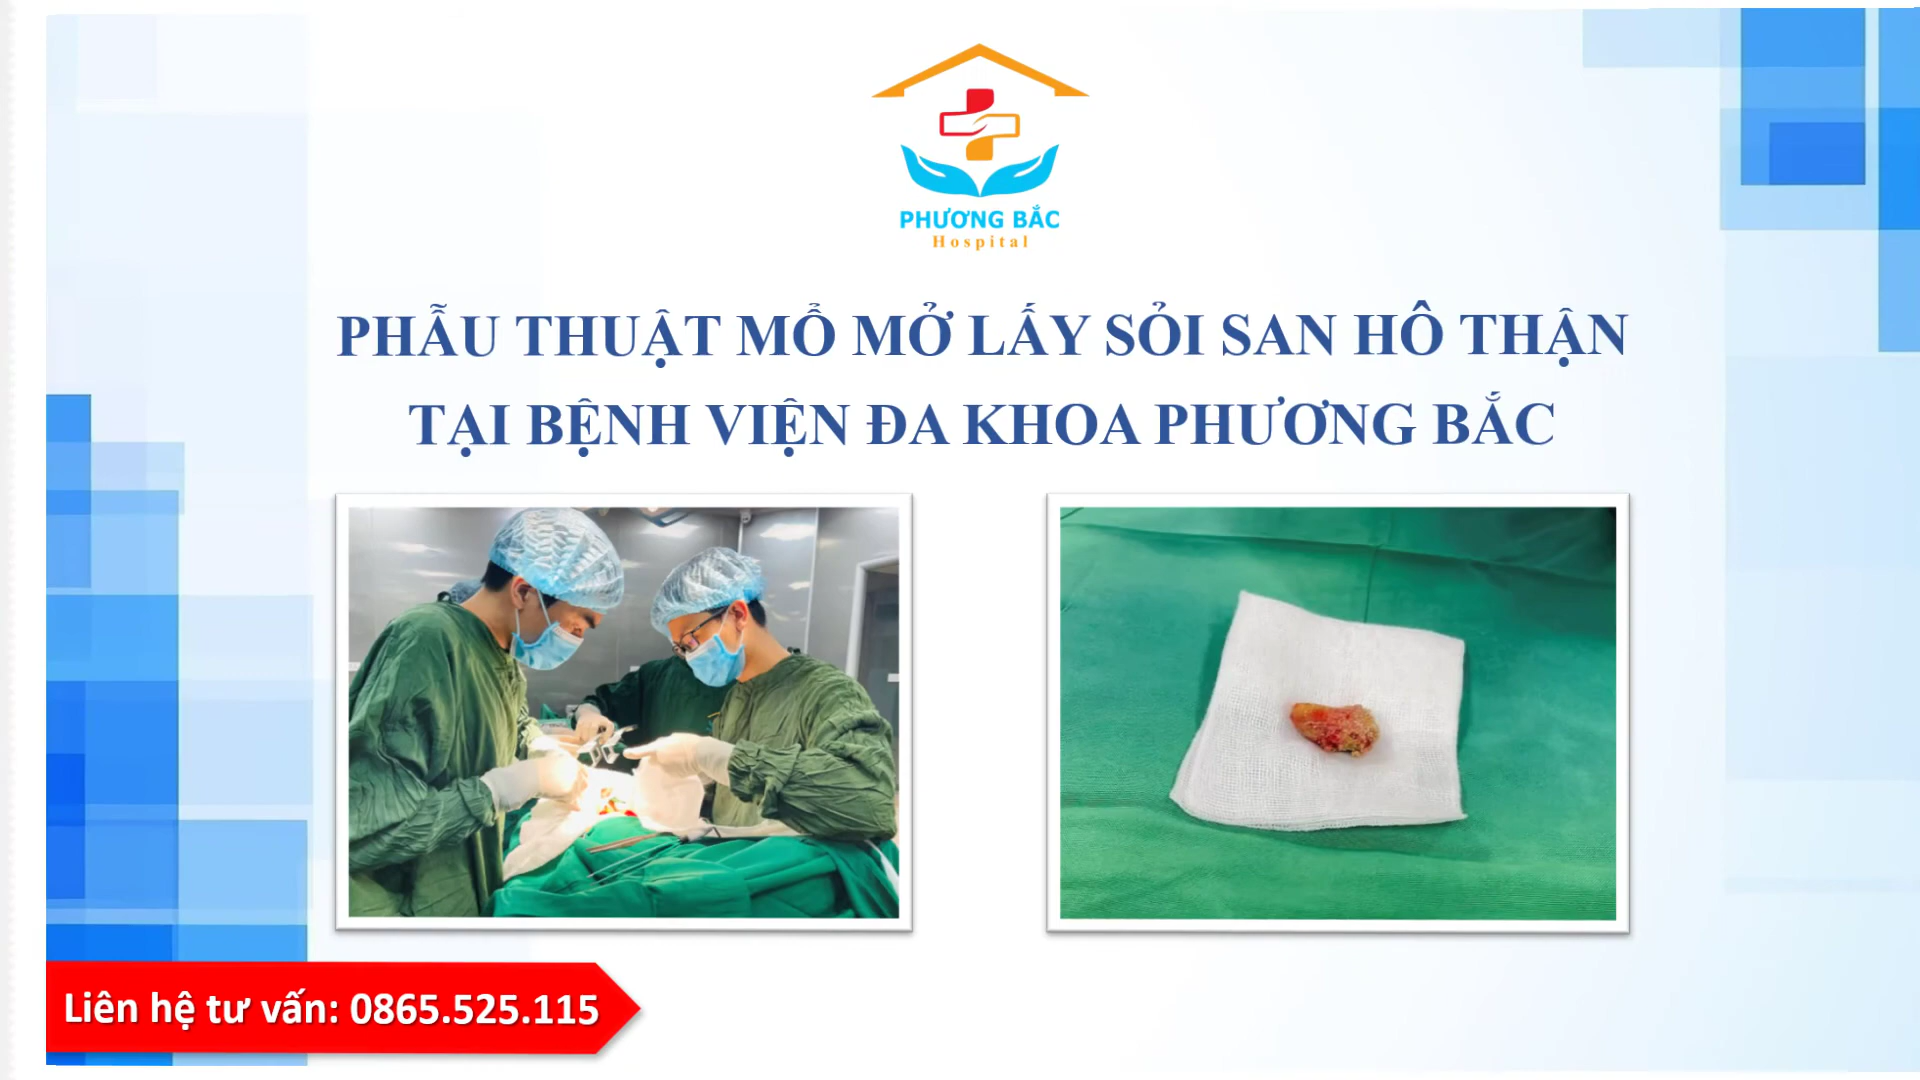 PHƯƠNG BẮC
Hospital
PHẪU THUẬT MỔ MỞ LẤY SỎI SAN HÔ THẬN
TẠI BỆNH VIỆN ĐA KHOA PHƯƠNG BẮC
Liên hệ tư vấn: 0865.525.115